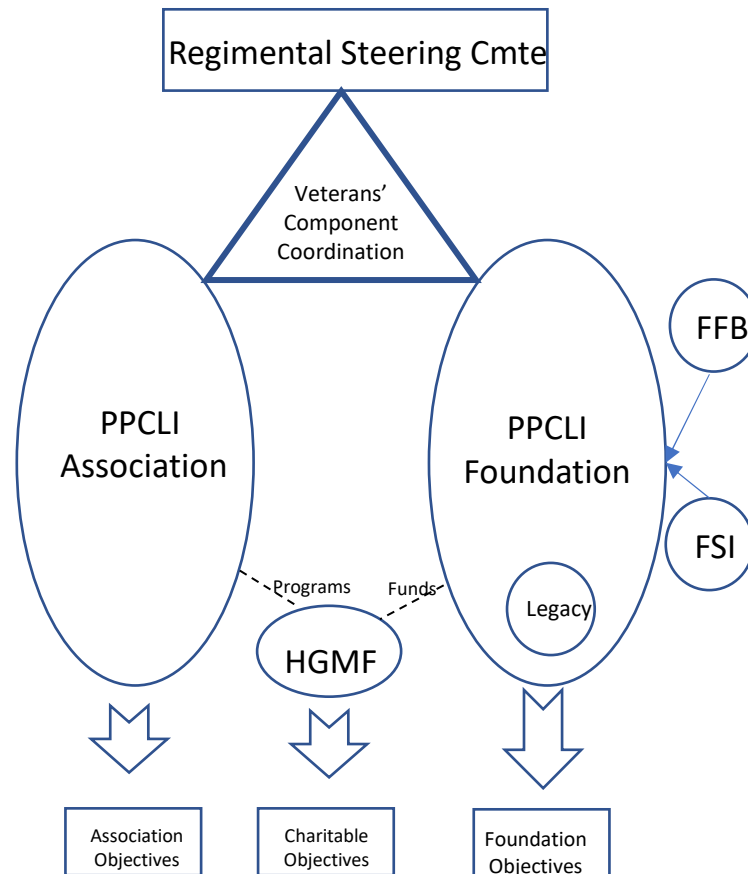 Regimental Steering Cmte
Veterans’
Component
Coordination
FFB
PPCLI
Association
PPCLI
Foundation
FSI
Programs
Funds
Legacy
HGMF
Association
Objectives
Charitable
Objectives
Foundation
Objectives